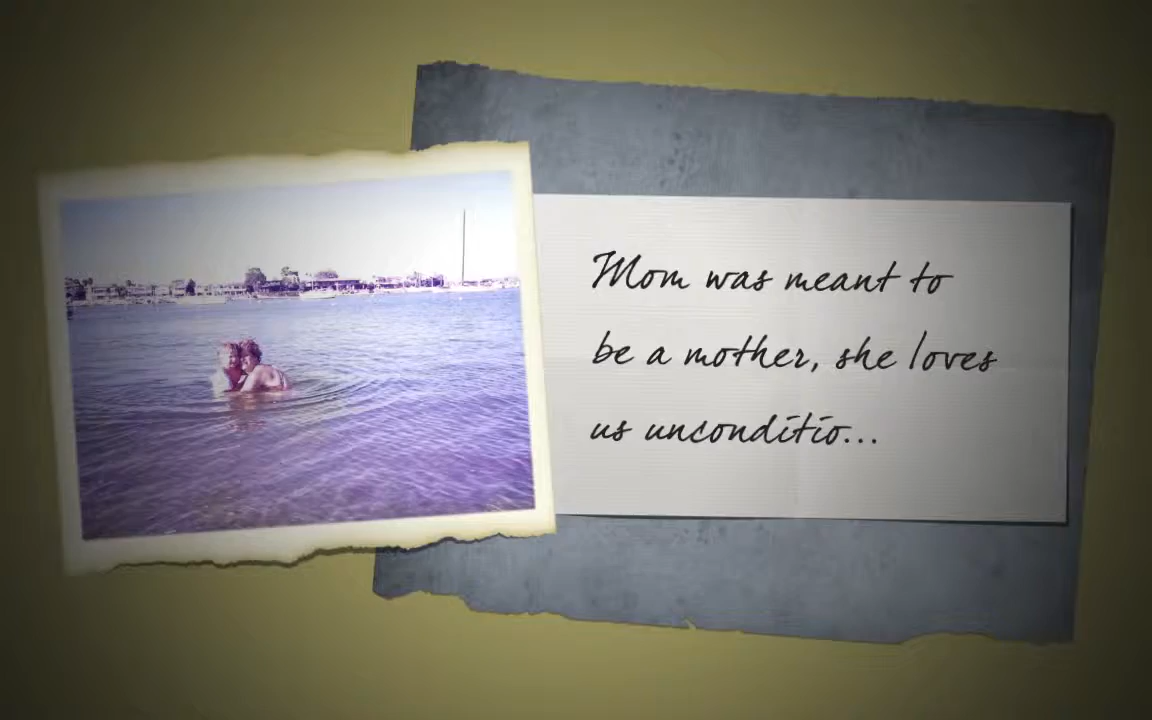 Mom was meant to
be a mother, she loves
us unconditio...